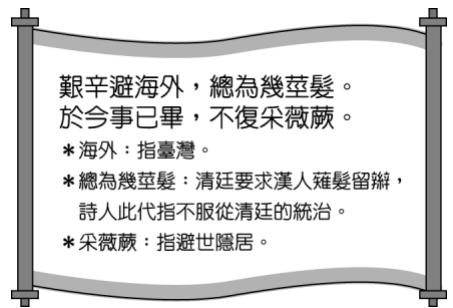 艱辛避海外，總為幾莖髮。
於今事已畢，不復采薇蕨。
＊海外：指臺灣。
＊總為幾莖髮：清廷要求漢人薙髮留辮，
詩人此代指不服從清廷的統治。
＊采薇蕨：指避世隱居。